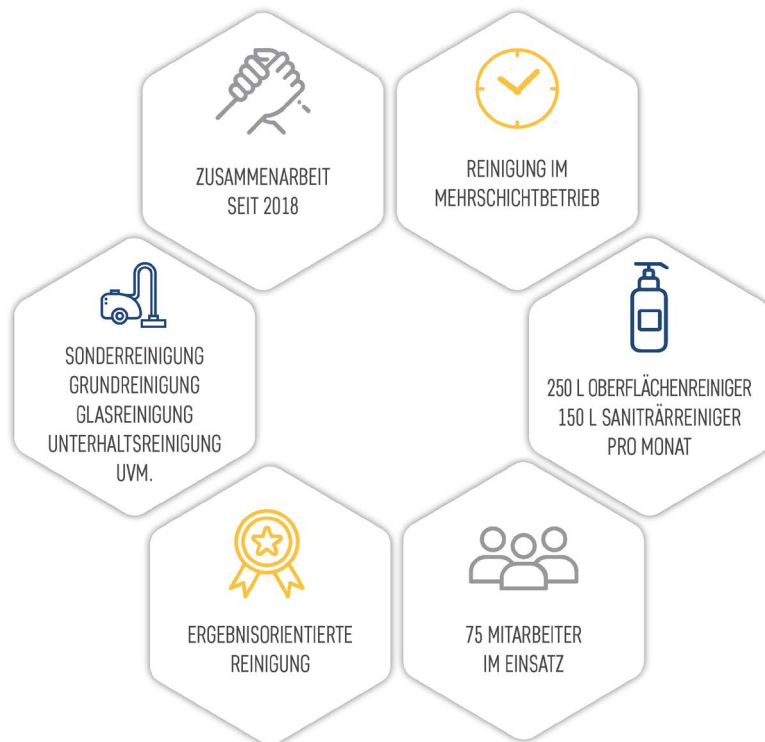 ZUSAMMENARBEIT
SEIT 2018
REINIGUNG IM
MEHRSCHICHTBETRIEB
SONDERREINIGUNG
GRUNDREINIGUNG
GLASREINIGUNG
UNTERHALTSREINIGUNG
UVM.
250 L OBERFLÄCHENREINIGER
150 L SANITRÄRREINIGER
PRO MONAT
ERGEBNISORIENTIERTE
REINIGUNG
75 MITARBEITER
IM EINSATZ